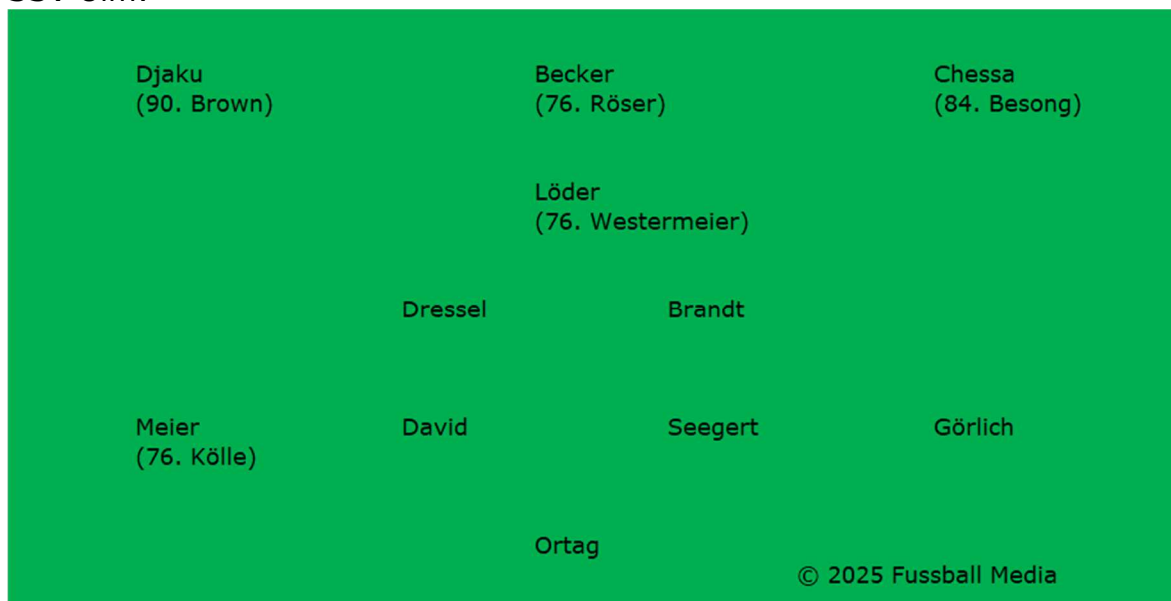 Djaku Becker Chessa
(90. Brown) (76. Röser) (84. Besong)
Löder
(76. Westermeier)
Dressel Brandt
Meier David Seegert Görlich
(76. Kölle)
Ortag
© 2025 Fussball Media